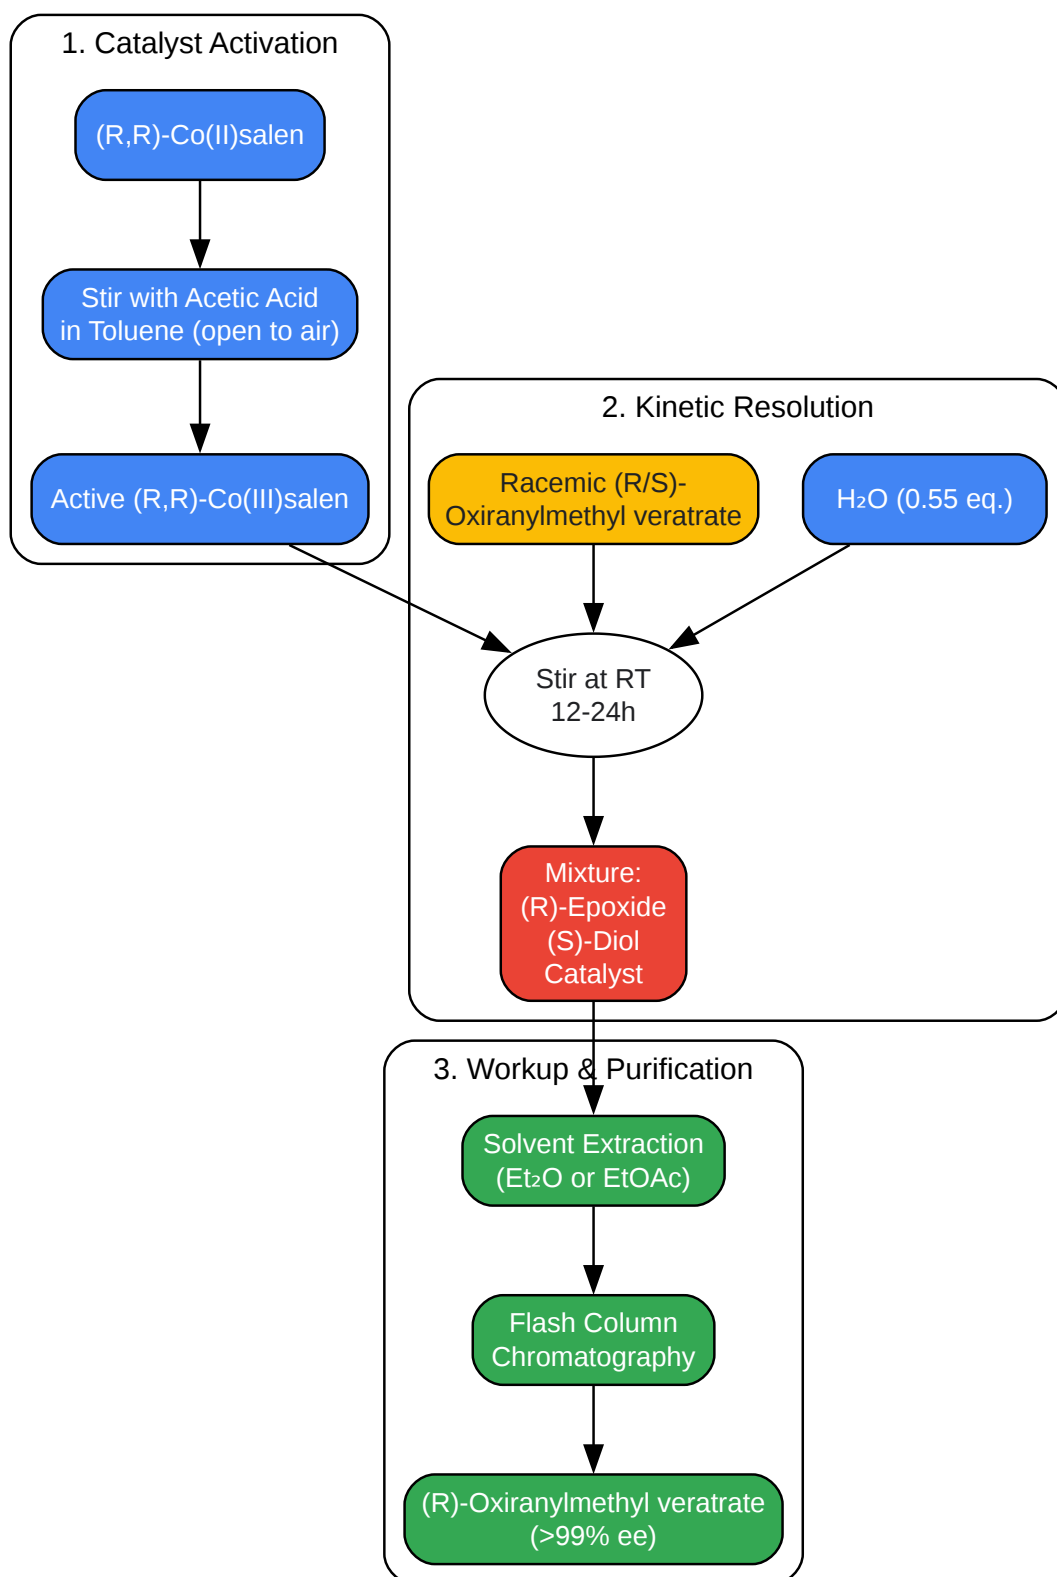 1. Catalyst Activation
(R,R)-Co(II)salen
Stir with Acetic Acid
in Toluene (open to air)
Active (R,R)-Co(III)salen
2. Kinetic Resolution
Racemic (R/S)-
Oxiranylmethyl veratrate
H₂O (0.55 eq.)
Stir at RT
12-24h
Mixture:
(R)-Epoxide
(S)-Diol
Catalyst
3. Workup & Purification
Solvent Extraction
(Et₂O or EtOAc)
Flash Column
Chromatography
(R)-Oxiranylmethyl veratrate
(>99% ee)